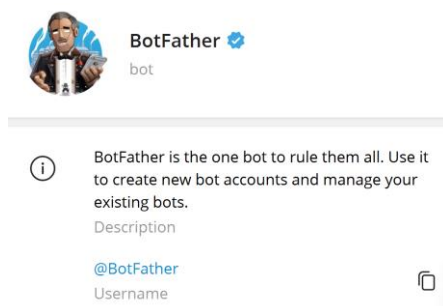 BotFather
bot
BotFather is the one bot to rule them all. Use it
to create new bot accounts and manage your
existing bots.
Description
@BotFather
Username